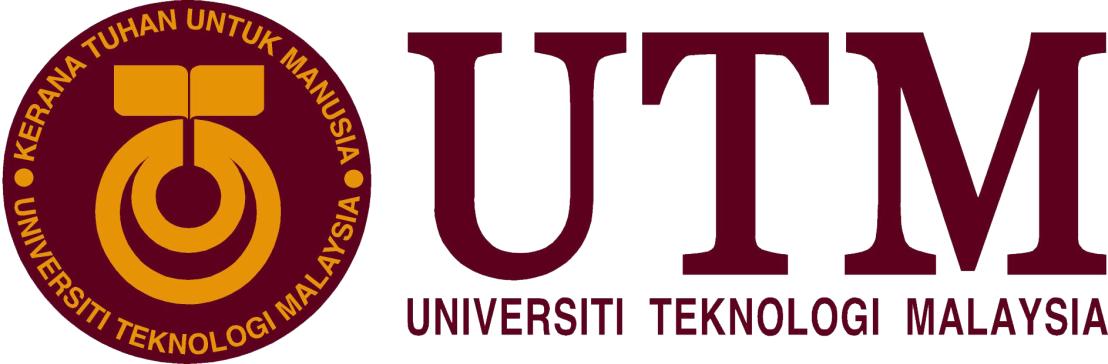 KERANA TUHAN UNTUK MANUSIA
UNIVERSITI TEKNOLOGI MALAYSIA
UTM
UNIVERSITI TEKNOLOGI MALAYSIA